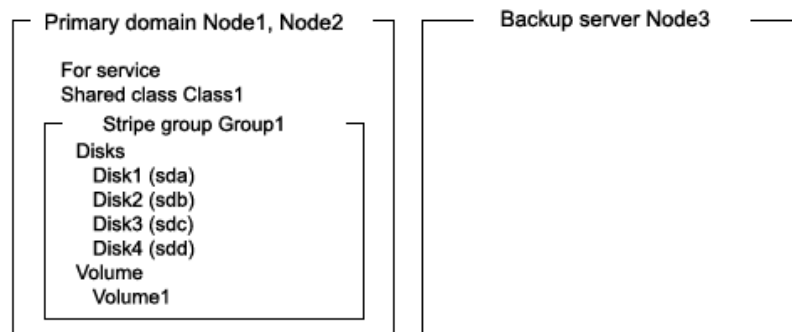 Primary domain Node1, Node2
For service
Shared class Class1
Stripe group Group1
Disks
Disk1 (sda)
Disk2 (sdb)
Disk3 (sdc)
Disk4 (sdd)
Volume
Volume1
Backup server Node3